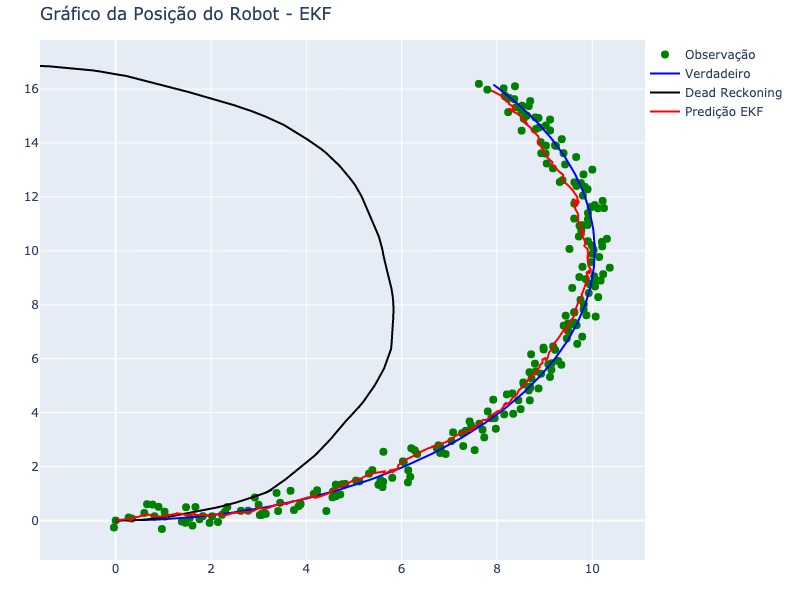 Gráfico da Posição do Robot - EKF
Observação
Verdadeiro
Dead Reckoning
Predição EKF
16
14
12
10
8
6
4
2
0
0 2 4 6 8 10